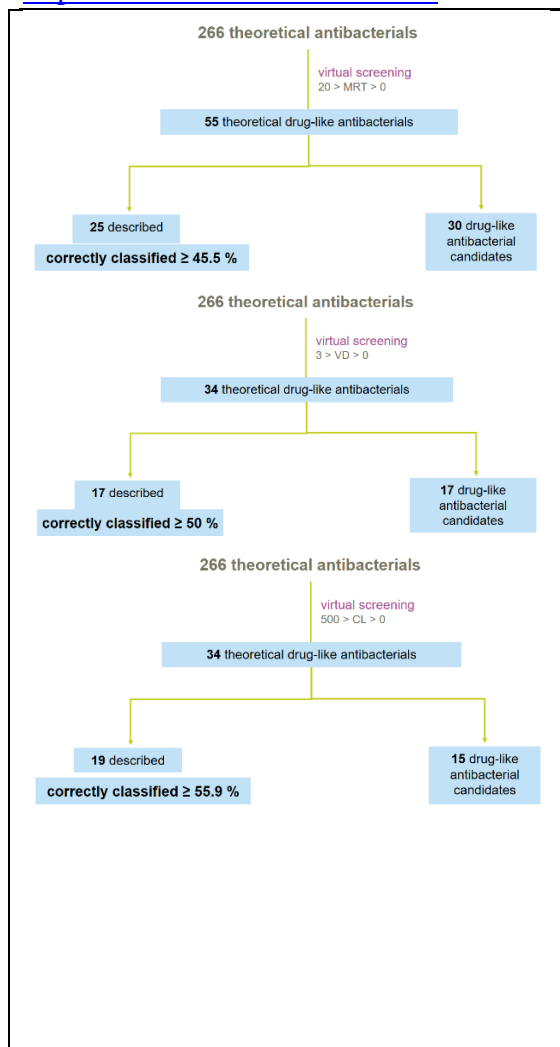 266 theoretical antibacterials
virtual screening
20 > MRT > 0
55 theoretical drug-like antibacterials
25 described
correctly classified ≥ 45.5 %
30 drug-like
antibacterial
candidates
266 theoretical antibacterials
virtual screening
3 > VD > 0
34 theoretical drug-like antibacterials
17 described
correctly classified ≥ 50 %
17 drug-like
antibacterial
candidates
266 theoretical antibacterials
virtual screening
500 > CL > 0
34 theoretical drug-like antibacterials
19 described
correctly classified ≥ 55.9 %
15 drug-like
antibacterial
candidates